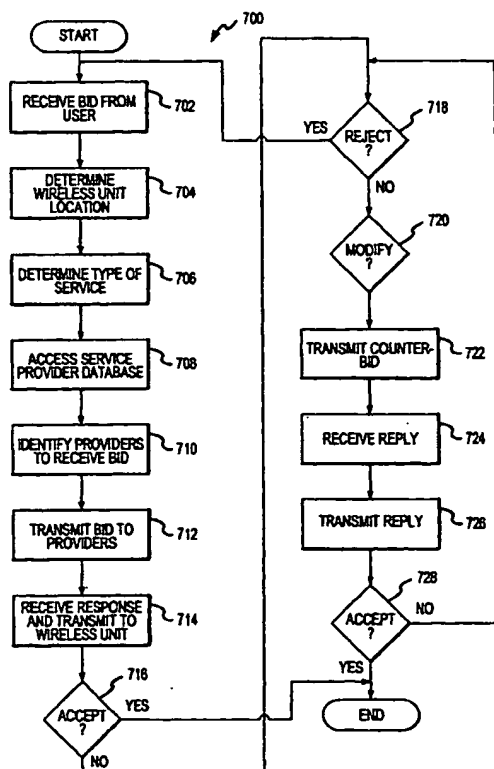 START
700
RECEIVE BID FROM
USER
702
DETERMINE
WIRELESS UNIT
LOCATION
704
DETERMINE TYPE OF
SERVICE
706
ACCESS SERVICE
PROVIDER DATABASE
708
IDENTIFY PROVIDERS
TO RECEIVE BID
710
TRANSMIT BID TO
PROVIDERS
712
RECEIVE RESPONSE
AND TRANSMIT TO
WIRELESS UNIT
714
716
ACCEPT
?
YES
NO
718
YES
REJECT
?
NO
720
MODIFY
?
TRANSMIT COUNTER-
BID
722
RECEIVE REPLY
724
TRANSMIT REPLY
726
728
ACCEPT
?
NO
YES
END